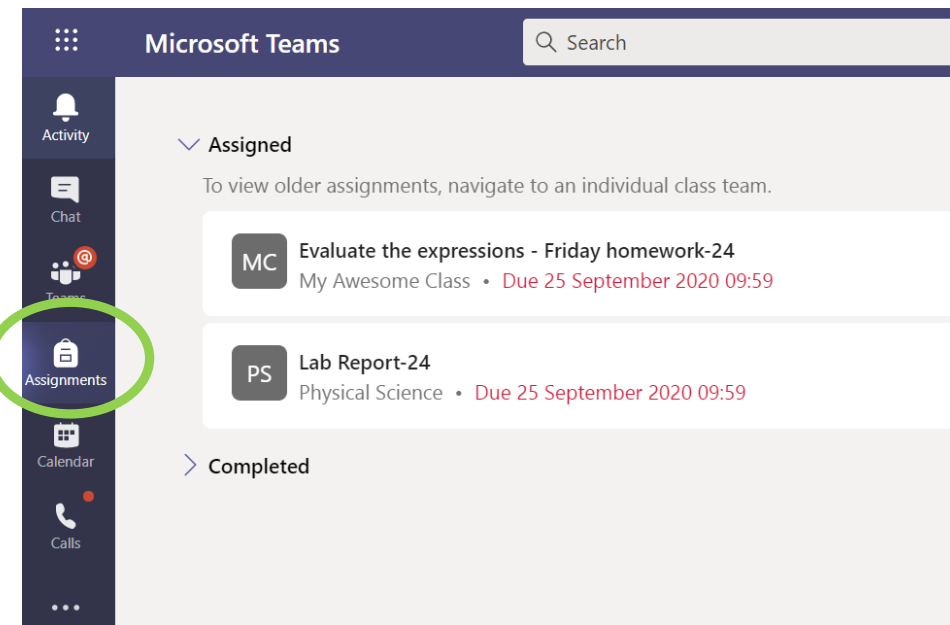 Microsoft Teams
Search
Activity
Chat
@
Teams
Assignments
Calendar
Calls
Assigned
To view older assignments, navigate to an individual class team.
MC
Evaluate the expressions - Friday homework-24
My Awesome Class • Due 25 September 2020 09:59
PS
Lab Report-24
Physical Science • Due 25 September 2020 09:59
Completed